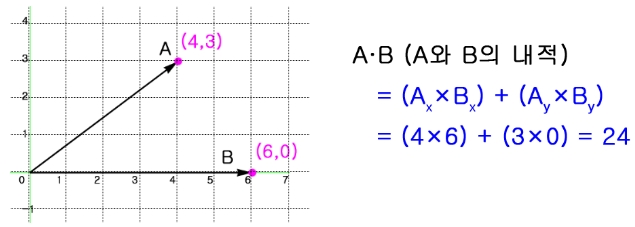 4
3
2
1
0 1 2 3 4 5 6 7
-1
A (4,3)
B (6,0)
A·B (A와 B의 내적)
= (Ax×Bx) + (Ay×By)
= (4×6) + (3×0) = 24